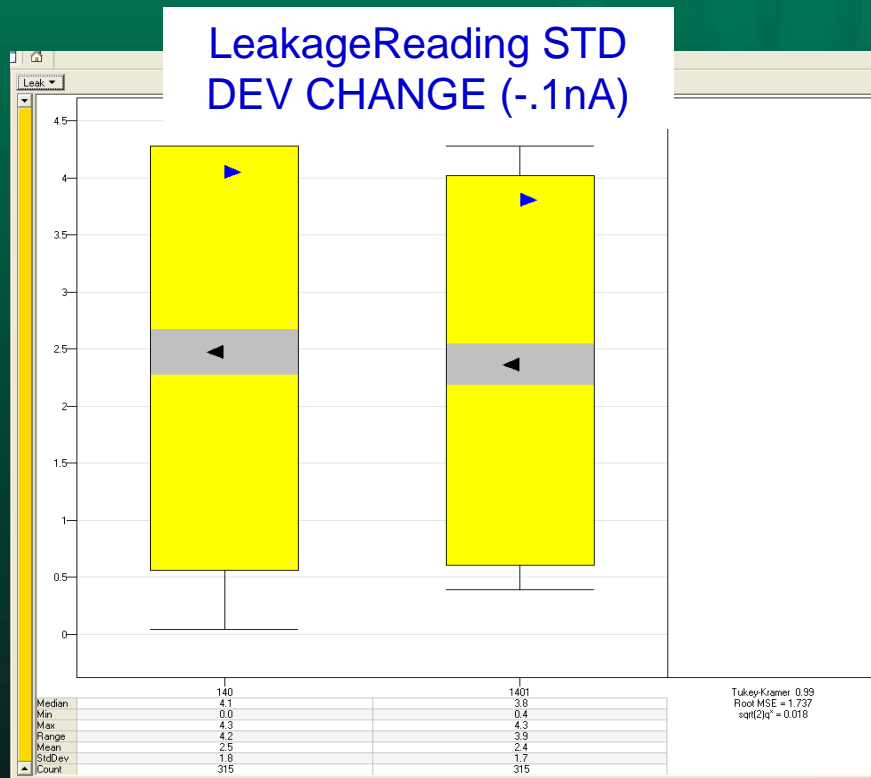 LeakageReading STD
DEV CHANGE (-.1nA)
Leak
4.5
4
3.5
3
2.5
2
1.5
1
0.5
0
140 1401
Median 4.1 3.8
Min 0.0 0.4
Max 4.3 4.3
Range 4.2 3.9
Mean 2.5 2.4
StdDev 1.8 1.7
Count 315 315
Tukey-Kramer 0.99
Root MSE = 1.737
sqrt(2)q* = 0.018